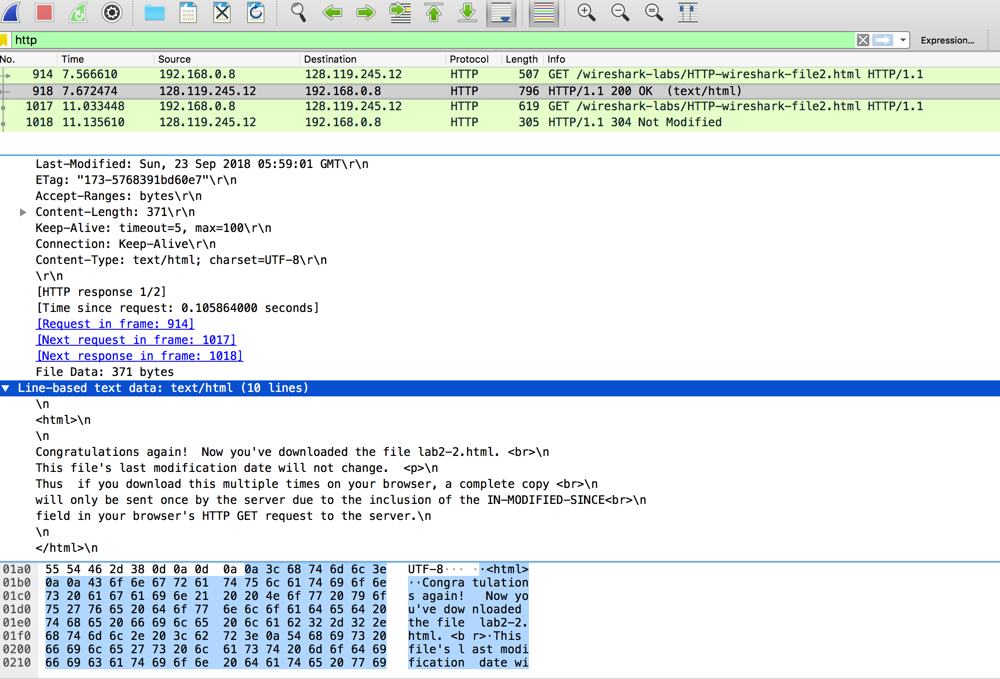 http Expression...
No. Time Source Destination Protocol Length Info
914 7.566610 192.168.0.8 128.119.245.12 HTTP 507 GET /wireshark-labs/HTTP-wireshark-file2.html HTTP/1.1
918 7.672474 128.119.245.12 192.168.0.8 HTTP 796 HTTP/1.1 200 OK  (text/html)
1017 11.033448 192.168.0.8 128.119.245.12 HTTP 619 GET /wireshark-labs/HTTP-wireshark-file2.html HTTP/1.1
1018 11.135610 128.119.245.12 192.168.0.8 HTTP 305 HTTP/1.1 304 Not Modified
Last-Modified: Sun, 23 Sep 2018 05:59:01 GMT\r\n
ETag: "173-5768391bd60e7"\r\n
Accept-Ranges: bytes\r\n
Content-Length: 371\r\n
Keep-Alive: timeout=5, max=100\r\n
Connection: Keep-Alive\r\n
Content-Type: text/html; charset=UTF-8\r\n
\r\n
[HTTP response 1/2]
[Time since request: 0.105864000 seconds]
[Request in frame: 914]
[Next request in frame: 1017]
[Next response in frame: 1018]
File Data: 371 bytes
Line-based text data: text/html (10 lines)
\n
<html>\n
\n
Congratulations again!  Now you've downloaded the file lab2-2.html. <br>\n
This file's last modification date will not change.  <p>\n
Thus  if you download this multiple times on your browser, a complete copy <br>\n
will only be sent once by the server due to the inclusion of the IN-MODIFIED-SINCE<br>\n
field in your browser's HTTP GET request to the server.\n
\n
</html>\n
01a0 55 54 46 2d 38 0d 0a 0d 0a 0a 3c 68 74 6d 6c 3e UTF-8··· ··<html>
01b0 0a 0a 43 6f 6e 67 72 61 74 75 6c 61 74 69 6f 6e ··Congra tulation
01c0 73 20 61 67 61 69 6e 21 20 20 4e 6f 77 20 79 6f s again!   Now yo
01d0 75 27 76 65 20 64 6f 77 6e 6c 6f 61 64 65 64 20 u've dow nloaded
01e0 74 68 65 20 66 69 6c 65 20 6c 61 62 32 2d 32 2e the file  lab2-2.
01f0 68 74 6d 6c 2e 20 3c 62 72 3e 0a 54 68 69 73 20 html. <b r>·This
0200 66 69 6c 65 27 73 20 6c 61 73 74 20 6d 6f 64 69 file's l ast modi
0210 66 69 63 61 74 69 6f 6e 20 64 61 74 65 20 77 69 fication  date wi